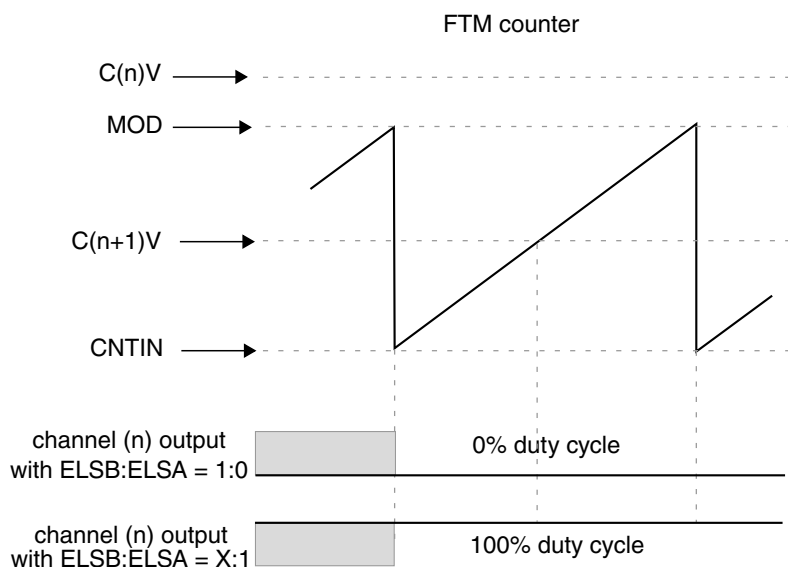 FTM counter
C(n)V
MOD
C(n+1)V
CNTIN
channel (n) output
with ELSB:ELSA = 1:0
0% duty cycle
channel (n) output
with ELSB:ELSA = X:1
100% duty cycle